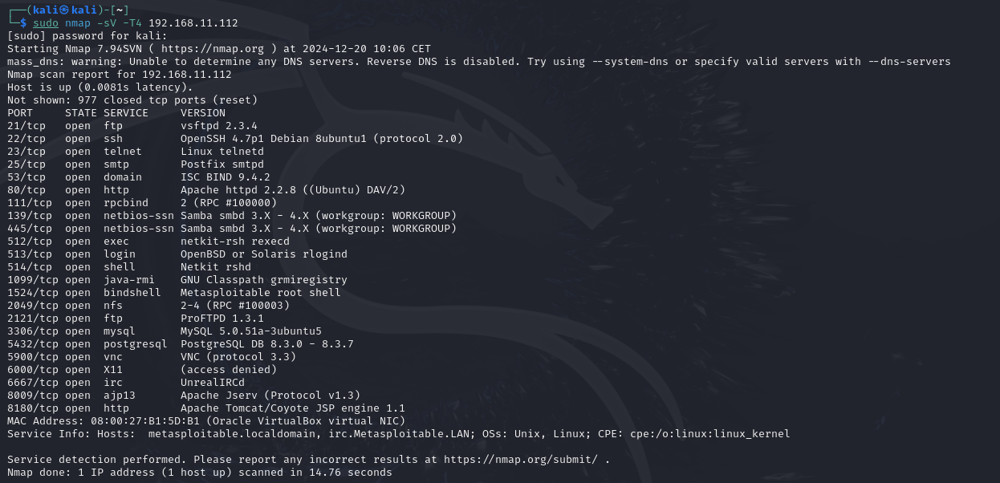 ┌──(kali㉿kali)-[~]
└─$ sudo nmap -sV -T4 192.168.11.112
[sudo] password for kali:
Starting Nmap 7.94SVN ( https://nmap.org ) at 2024-12-20 10:06 CET
mass_dns: warning: Unable to determine any DNS servers. Reverse DNS is disabled. Try using --system-dns or specify valid servers with --dns-servers
Nmap scan report for 192.168.11.112
Host is up (0.0081s latency).
Not shown: 977 closed tcp ports (reset)
PORT     STATE SERVICE     VERSION
21/tcp   open  ftp         vsftpd 2.3.4
22/tcp   open  ssh         OpenSSH 4.7p1 Debian 8ubuntu1 (protocol 2.0)
23/tcp   open  telnet      Linux telnetd
25/tcp   open  smtp        Postfix smtpd
53/tcp   open  domain      ISC BIND 9.4.2
80/tcp   open  http        Apache httpd 2.2.8 ((Ubuntu) DAV/2)
111/tcp  open  rpcbind     2 (RPC #100000)
139/tcp  open  netbios-ssn Samba smbd 3.X - 4.X (workgroup: WORKGROUP)
445/tcp  open  netbios-ssn Samba smbd 3.X - 4.X (workgroup: WORKGROUP)
512/tcp  open  exec        netkit-rsh rexecd
513/tcp  open  login       OpenBSD or Solaris rlogind
514/tcp  open  shell       Netkit rshd
1099/tcp open  java-rmi    GNU Classpath grmiregistry
1524/tcp open  bindshell   Metasploitable root shell
2049/tcp open  nfs         2-4 (RPC #100003)
2121/tcp open  ftp         ProFTPD 1.3.1
3306/tcp open  mysql       MySQL 5.0.51a-3ubuntu5
5432/tcp open  postgresql  PostgreSQL DB 8.3.0 - 8.3.7
5900/tcp open  vnc         VNC (protocol 3.3)
6000/tcp open  X11         (access denied)
6667/tcp open  irc         UnrealIRCd
8009/tcp open  ajp13       Apache Jserv (Protocol v1.3)
8180/tcp open  http        Apache Tomcat/Coyote JSP engine 1.1
MAC Address: 08:00:27:B1:5D:B1 (Oracle VirtualBox virtual NIC)
Service Info: Hosts:  metasploitable.localdomain, irc.Metasploitable.LAN; OSs: Unix, Linux; CPE: cpe:/o:linux:linux_kernel
Service detection performed. Please report any incorrect results at https://nmap.org/submit/ .
Nmap done: 1 IP address (1 host up) scanned in 14.76 seconds